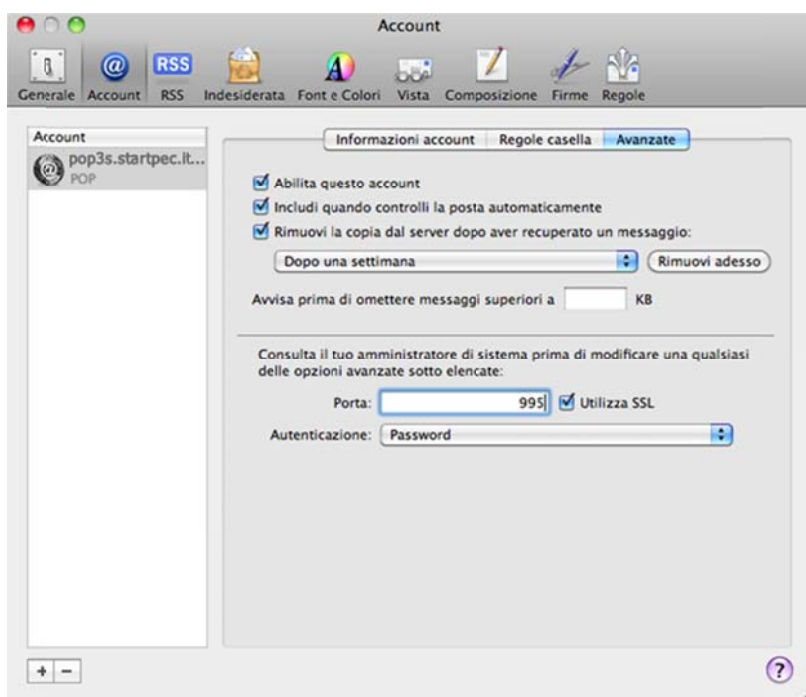 Account
RSS
Generale Account RSS Indesiderata Font e Colori Vista Composizione Firme Regole
Account
pop3s.startpec.it...
POP
Informazioni account Regole casella Avanzate
Abilita questo account
Includi quando controlli la posta automaticamente
Rimuovi la copia dal server dopo aver recuperato un messaggio:
Dopo una settimana Rimuovi adesso
Avvisa prima di omettere messaggi superiori a KB
Consulta il tuo amministratore di sistema prima di modificare una qualsiasi
delle opzioni avanzate sotto elencate:
Porta: 995 Utilizza SSL
Autenticazione: Password
+ − ?